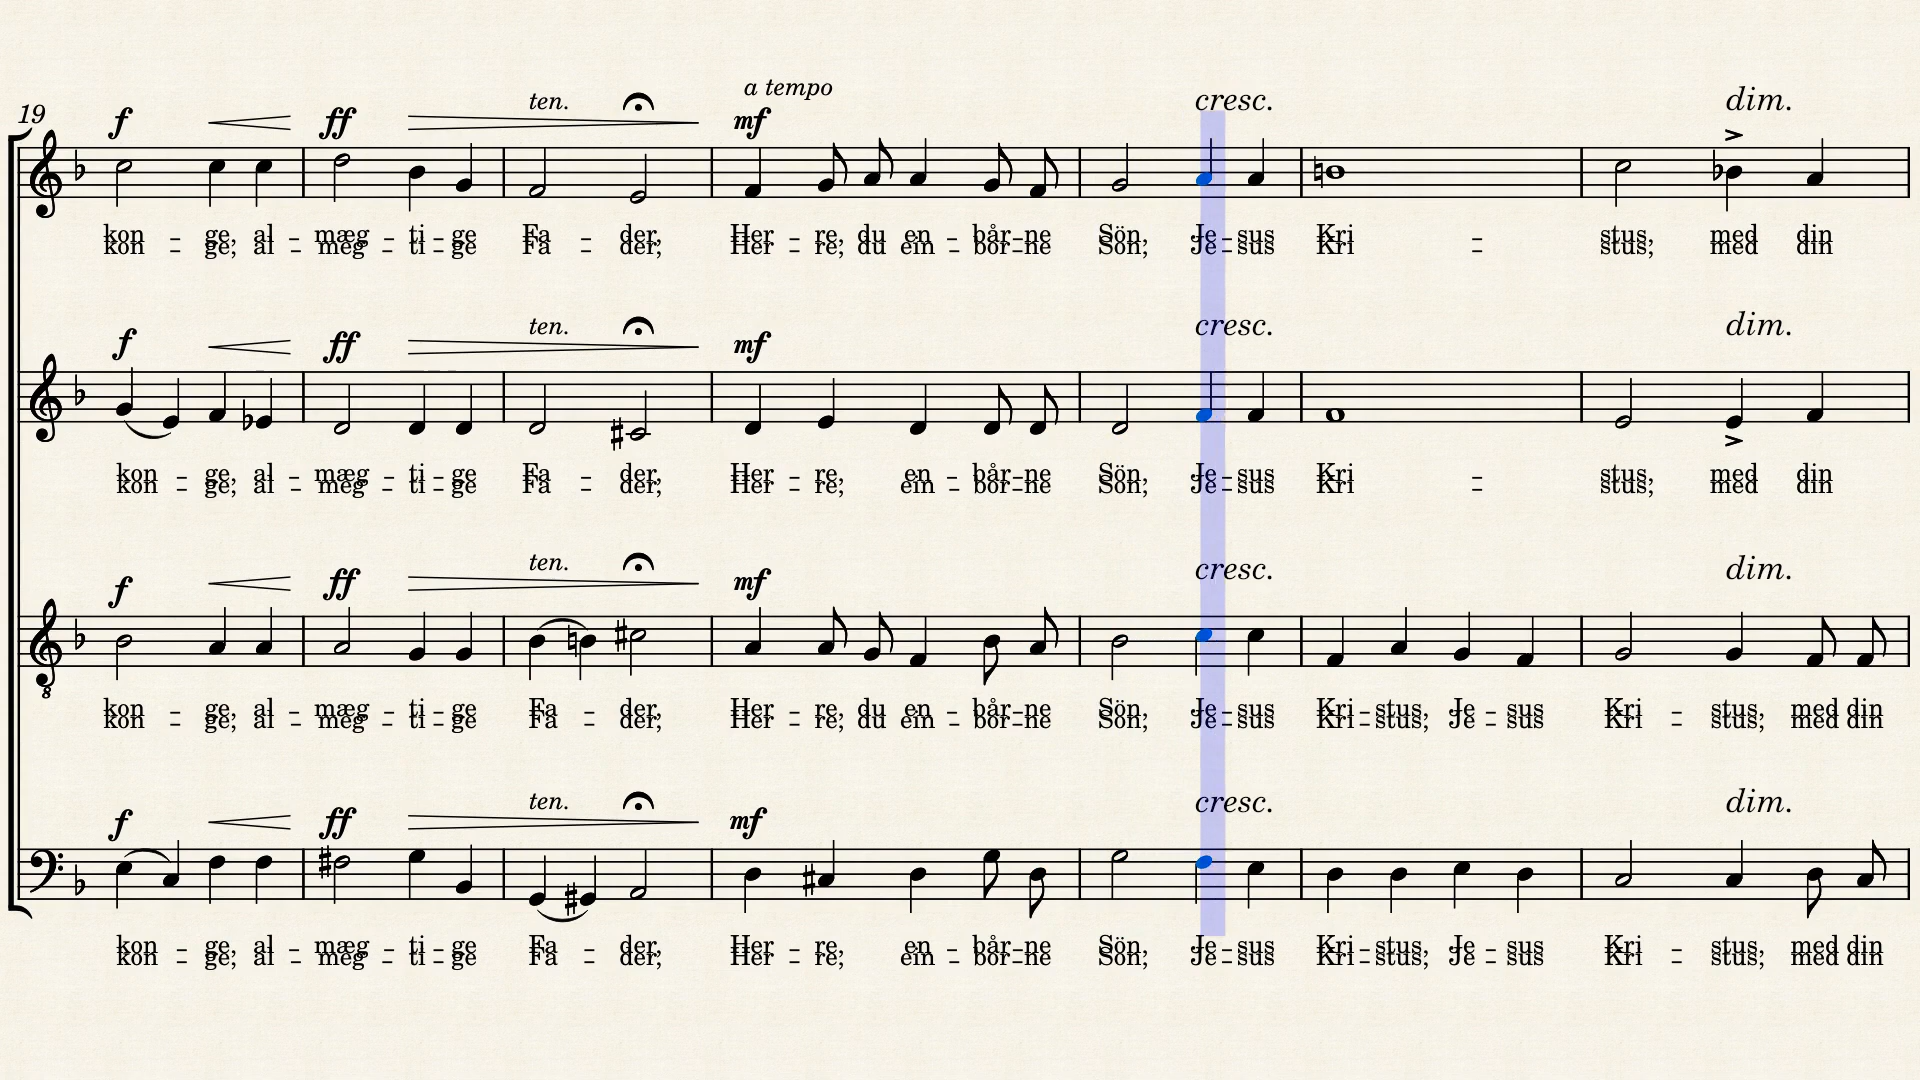 a tempo
19 f ff ten. mf cresc. dim.
kon – ge, al – mæg – ti – ge Fa – der, Her – re, du en – bår – ne Sön, Je – sus Kri – stus, med din
kon – ge, al – meg – ti – ge Fa – der, Her – re, du ein – bor – ne Son, Je – sus Kri – stus, med din
f ff ten. mf cresc. dim.
kon – ge, al – mæg – ti – ge Fa – der, Her – re, en – bår – ne Sön, Je – sus Kri – stus, med din
kon – ge, al – meg – ti – ge Fa – der, Her – re, ein – bor – ne Son, Je – sus Kri – stus, med din
f ff ten. mf cresc. dim.
8
kon – ge, al – mæg – ti – ge Fa – der, Her – re, du en – bår – ne Sön, Je – sus Kri – stus, Je – sus Kri – stus, med din
kon – ge, al – meg – ti – ge Fa – der, Her – re, du ein – bor – ne Son, Je – sus Kri – stus, Je – sus Kri – stus, med din
f ff ten. mf cresc. dim.
kon – ge, al – mæg – ti – ge Fa – der, Her – re, en – bår – ne Sön, Je – sus Kri – stus, Je – sus Kri – stus, med din
kon – ge, al – meg – ti – ge Fa – der, Her – re, ein – bor – ne Son, Je – sus Kri – stus, Je – sus Kri – stus, med din